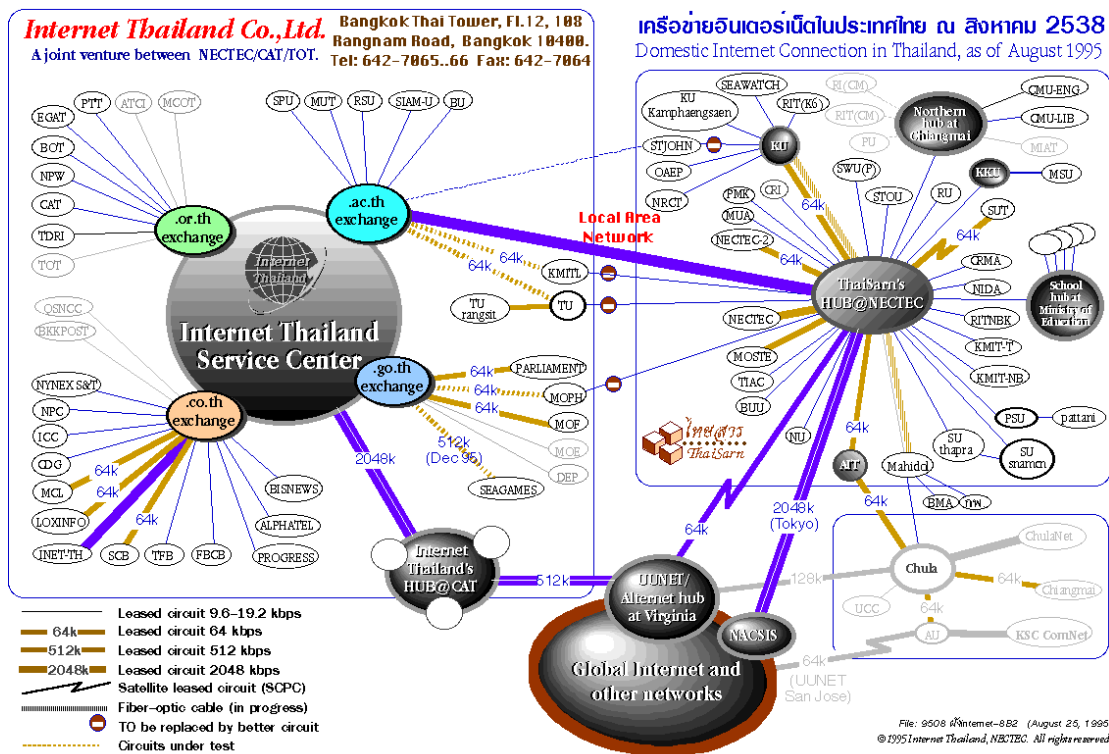 Internet Thailand Co.,Ltd.
A joint venture between NECTEC/CAT/TOT.
Bangkok Thai Tower, Fl.12, 108
Rangnam Road, Bangkok 10400.
Tel: 642-7065..66 Fax: 642-7064
เครือข่ายอินเตอร์เน็ตในประเทศไทย ณ สิงหาคม 2538
Domestic Internet Connection in Thailand, as of August 1995
EGAT
PTT
ATCI
MCOT
BOT
NPW
CAT
TDRI
TOT
.or.th
exchange
SPU
MUT
RSU
SIAM-U
BU
.ac.th
exchange
Internet
Thailand
Internet Thailand
Service Center
64k
64k
KMITL
TU
rangsit
TU
Local Area
Network
.go.th
exchange
64k
PARLIAMENT
64k
MOPH
64k
MOF
MOE
DEP
512k
(Dec 95)
SEAGAMES
OSNCC
BKKPOST
NYNEX S&T
NPC
ICC
CDG
MCL
LOXINFO
INET-TH
SCB
TFB
FBCB
PROGRESS
ALPHATEL
BISNEWS
.co.th
exchange
64k
64k
64k
2048k
Internet
Thailand's
HUB@CAT
512k
UUNET/
Alternet hub
at Virginia
NACSIS
Global Internet and
other networks
SEAWATCH
KU
Kamphaengsaen
RIT(K6)
STJOHN
OAEP
NRCT
KU
64k
RI(CM)
RIT(CM)
PU
Northern
hub at
Chiangmai
CMU-ENG
CMU-LIB
MIAT
SWU(P)
STOU
RU
KKU
MSU
SUT
64k
PMK
CRI
MUA
NECTEC-2
64k
ThaiSarn's
HUB@NECTEC
CRMA
NIDA
RITNBK
KMIT-T
KMIT-NB
School
hub at
Ministry of
Education
NECTEC
MOSTE
TIAC
BUU
NU
PSU
pattani
SU
thapra
SU
snamcn
ไทยสาร
ThaiSarn
64k
AIT
Mahidol
BMA
กท.
64k
2048k
(Tokyo)
64k
Chula
ChulaNet
64k
Chiangmai
UCC
64k
AU
KSC ComNet
128k
64k
(UUNET
San Jose)
Leased circuit 9.6-19.2 kbps
64k Leased circuit 64 kbps
512k Leased circuit 512 kbps
2048k Leased circuit 2048 kbps
Satellite leased circuit (SCPC)
Fiber-optic cable (in progress)
TO be replaced by better circuit
Circuits under test
(August 25, 1995
© 1995 Internet Thailand, NECTEC. All rights reserved